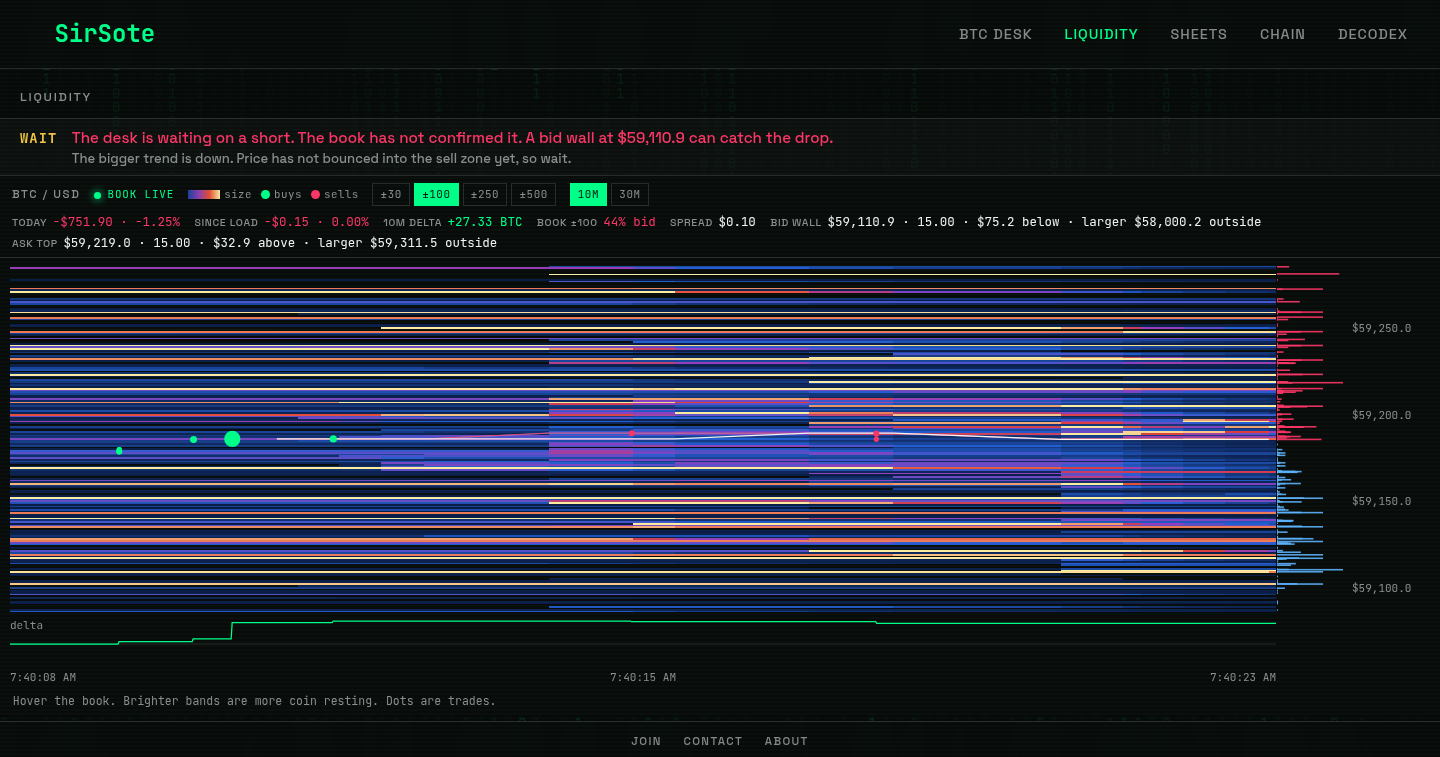 SirSote
BTC DESK LIQUIDITY SHEETS CHAIN DECODEX
LIQUIDITY
WAIT The desk is waiting on a short. The book has not confirmed it. A bid wall at $59,110.9 can catch the drop.
The bigger trend is down. Price has not bounced into the sell zone yet, so wait.
BTC / USD BOOK LIVE size buys sells ±30 ±100 ±250 ±500 10M 30M
TODAY -$751.90 · -1.25% SINCE LOAD -$0.15 · 0.00% 10M DELTA +27.33 BTC BOOK ±100 44% bid SPREAD $0.10 BID WALL $59,110.9 · 15.00 · $75.2 below · larger $58,000.2 outside
ASK TOP $59,219.0 · 15.00 · $32.9 above · larger $59,311.5 outside
$59,250.0
$59,200.0
$59,150.0
$59,100.0
delta
7:40:08 AM 7:40:15 AM 7:40:23 AM
Hover the book. Brighter bands are more coin resting. Dots are trades.
JOIN CONTACT ABOUT